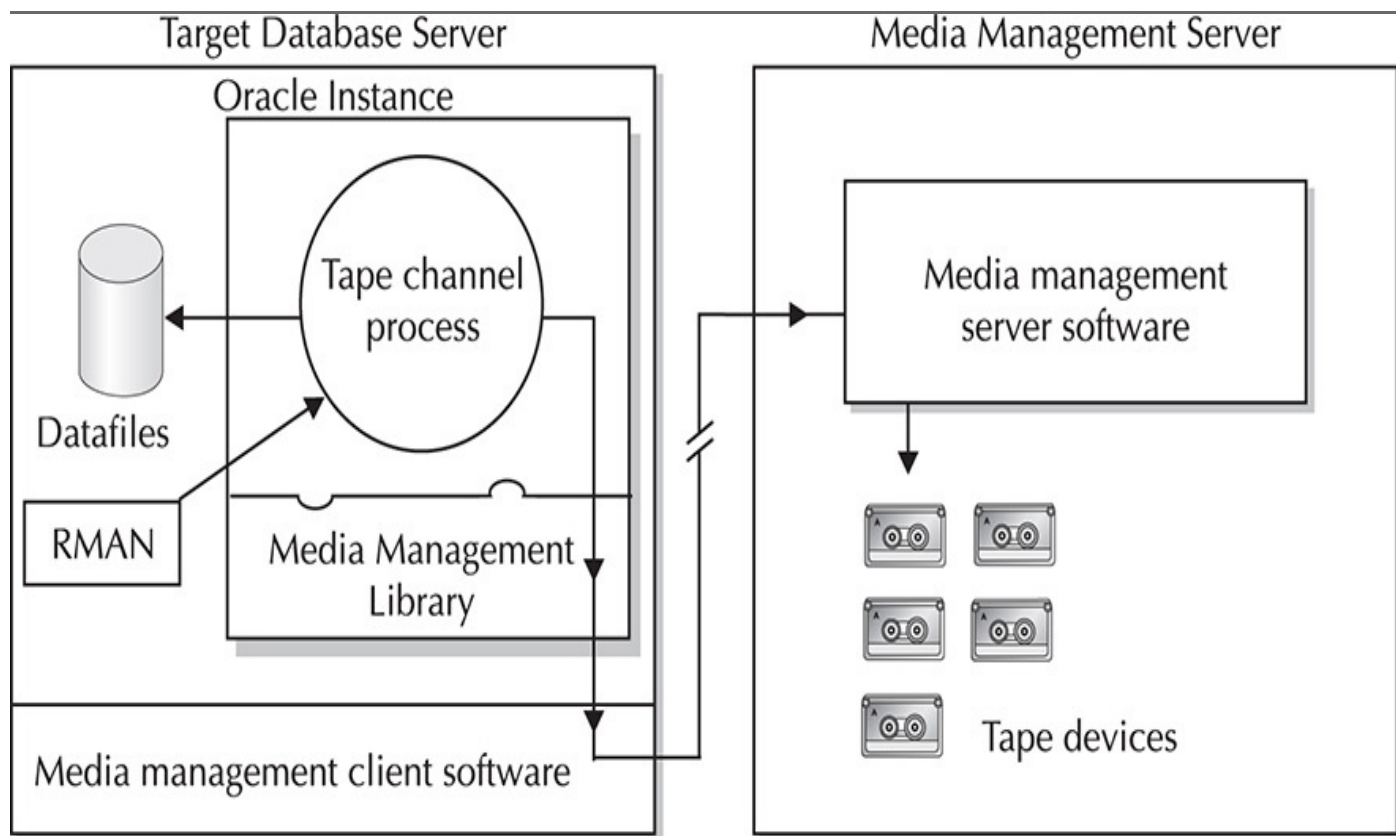 Target Database Server
Media Management Server
Oracle Instance
Tape channel
process
Media management
server software
Datafiles
RMAN
Media Management
Library
A
A
A
A
A
Tape devices
Media management client software